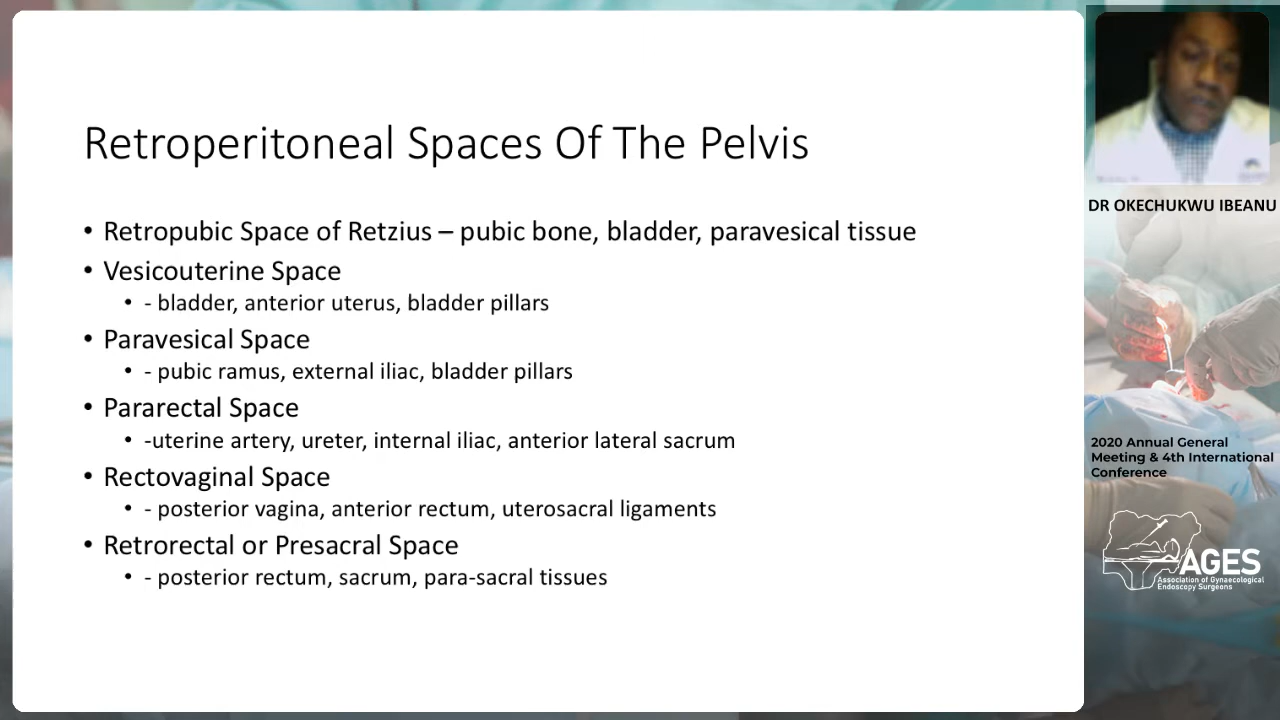 Retroperitoneal Spaces Of The Pelvis
• Retropubic Space of Retzius – pubic bone, bladder, paravesical tissue
• Vesicouterine Space
• - bladder, anterior uterus, bladder pillars
• Paravesical Space
• - pubic ramus, external iliac, bladder pillars
• Pararectal Space
• -uterine artery, ureter, internal iliac, anterior lateral sacrum
• Rectovaginal Space
• - posterior vagina, anterior rectum, uterosacral ligaments
• Retrorectal or Presacral Space
• - posterior rectum, sacrum, para-sacral tissues
DR OKECHUKWU IBEANU
2020 Annual General
Meeting & 4th International
Conference
AGES
Association of Gynaecological
Endoscopy Surgeons